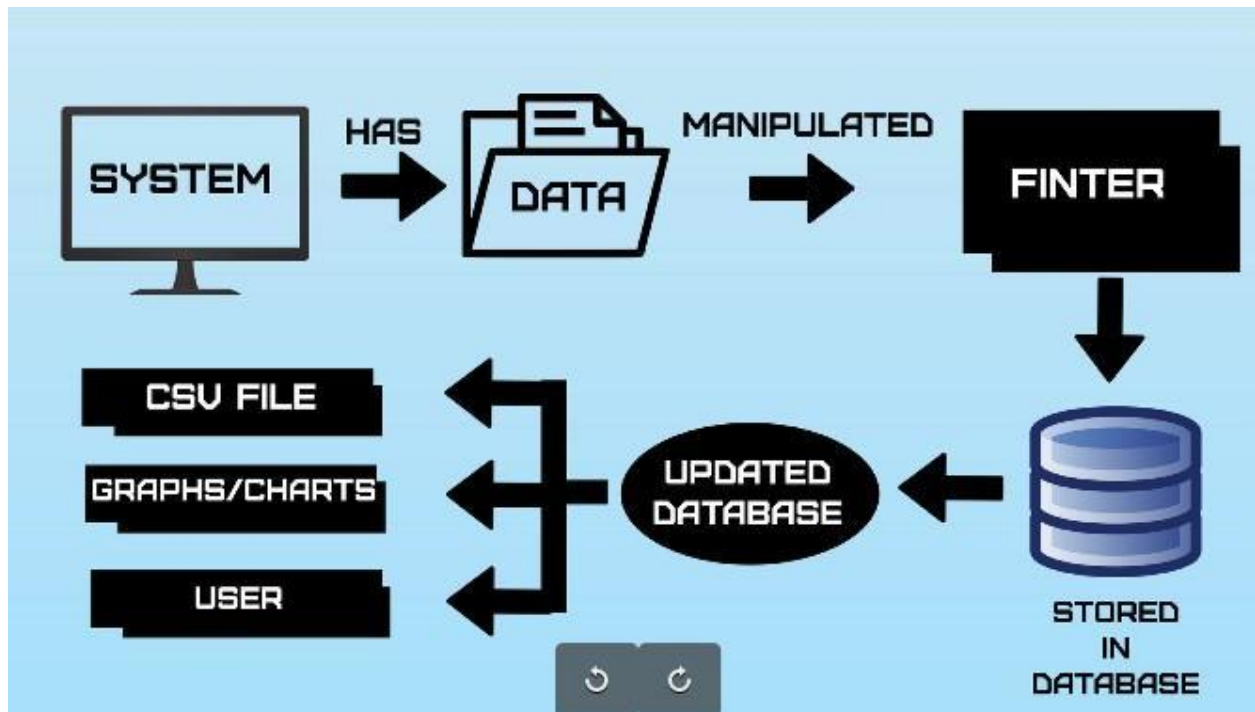 SYSTEM
HAS
DATA
MANIPULATED
FINTER
STORED
IN
DATABASE
UPDATED
DATABASE
CSV FILE
GRAPHS/CHARTS
USER